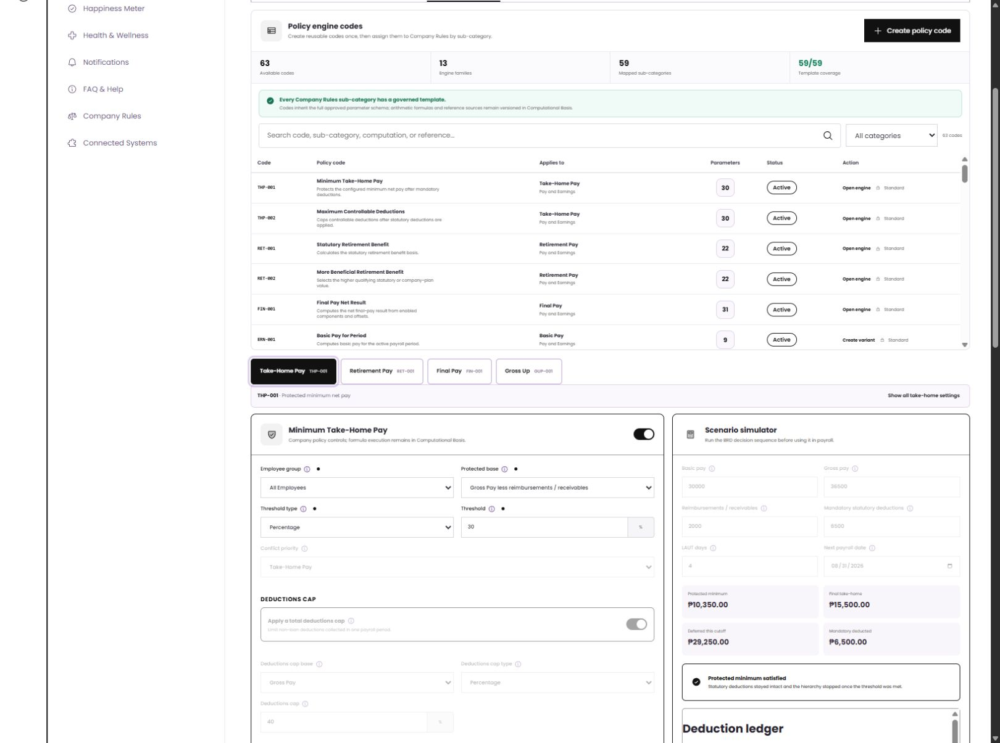 Happiness Meter
Health & Wellness
Notifications
FAQ & Help
Company Rules
Connected Systems
Policy engine codes
Create reusable codes once, then assign them to Company Rules by sub-category.
Create policy code
63
Available codes
13
Engine families
59
Mapped sub-categories
59/59
Template coverage
Every Company Rules sub-category has a governed template.
Codes inherit the full approved parameter schema; arithmetic formulas and reference sources remain versioned in Computational Basis.
Search code, sub-category, computation, or reference...
All categories
63 codes
Code Policy code Applies to Parameters Status Action
THP-001
Minimum Take-Home Pay
Protects the configured minimum net pay after mandatory
deductions.
Take-Home Pay
Pay and Earnings
30
Active
Open engine Standard
THP-002
Maximum Controllable Deductions
Caps controllable deductions after statutory deductions are
applied.
Take-Home Pay
Pay and Earnings
30
Active
Open engine Standard
RET-001
Statutory Retirement Benefit
Calculates the statutory retirement benefit basis.
Retirement Pay
Pay and Earnings
22
Active
Open engine Standard
RET-002
More Beneficial Retirement Benefit
Selects the higher qualifying statutory or company-plan
value.
Retirement Pay
Pay and Earnings
22
Active
Open engine Standard
FIN-001
Final Pay Net Result
Computes the net final-pay result from enabled
components and offsets.
Final Pay
Pay and Earnings
31
Active
Open engine Standard
ERN-001
Basic Pay for Period
Computes basic pay for the active payroll period.
Basic Pay
Pay and Earnings
9
Active
Create variant Standard
Take-Home Pay THP-001
Retirement Pay RET-001
Final Pay FIN-001
Gross Up GUP-001
THP-001 · Protected minimum net pay
Show all take-home settings
Minimum Take-Home Pay
Company policy controls; formula execution remains in Computational Basis.
Employee group
All Employees
Protected base
Gross Pay less reimbursements / receivables
Threshold type
Percentage
Threshold
30 %
Conflict priority
Take-Home Pay
DEDUCTIONS CAP
Apply a total deductions cap
Limit non-loan deductions collected in one payroll period.
Deductions cap base
Gross Pay
Deductions cap type
Percentage
Deductions cap
40 %
Scenario simulator
Run the BRD decision sequence before using it in payroll.
Basic pay
30000
Gross pay
36500
Reimbursements / receivables
2000
Mandatory statutory deductions
6500
LAUT days
4
Next payroll date
08/31/2026
Protected minimum
₱10,350.00
Final take-home
₱15,500.00
Deferred this cutoff
₱29,250.00
Mandatory deducted
₱6,500.00
Protected minimum satisfied
Statutory deductions stayed intact and the hierarchy stopped once the threshold was met.
Deduction ledger